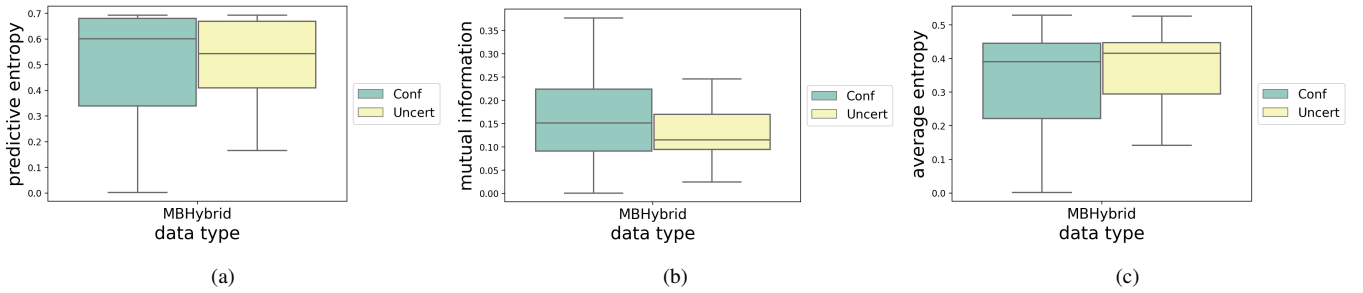 predictive entropy
0.7
0.6
0.5
0.4
0.3
0.2
0.1
0.0
MBHybrid
data type
Conf
Uncert
(a)
mutual information
0.35
0.30
0.25
0.20
0.15
0.10
0.05
0.00
MBHybrid
data type
Conf
Uncert
(b)
average entropy
0.5
0.4
0.3
0.2
0.1
0.0
MBHybrid
data type
Conf
Uncert
(c)